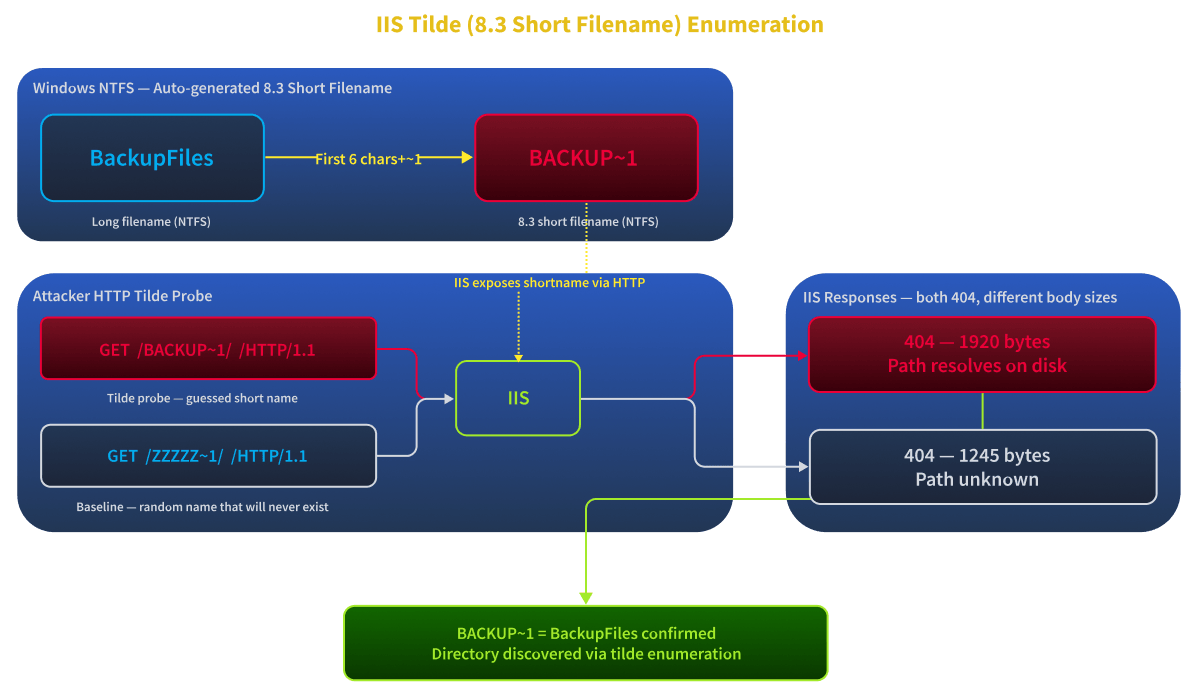 IIS Tilde (8.3 Short Filename) Enumeration
Windows NTFS — Auto-generated 8.3 Short Filename
BackupFiles
First 6 chars+~1
BACKUP~1
Long filename (NTFS)
8.3 short filename (NTFS)
IIS exposes shortname via HTTP
Attacker HTTP Tilde Probe
GET /BACKUP~1/ /HTTP/1.1
Tilde probe — guessed short name
GET /ZZZZZ~1/ /HTTP/1.1
Baseline — random name that will never exist
IIS
IIS Responses — both 404, different body sizes
404 — 1920 bytes
Path resolves on disk
404 — 1245 bytes
Path unknown
BACKUP~1 = BackupFiles confirmed
Directory discovered via tilde enumeration